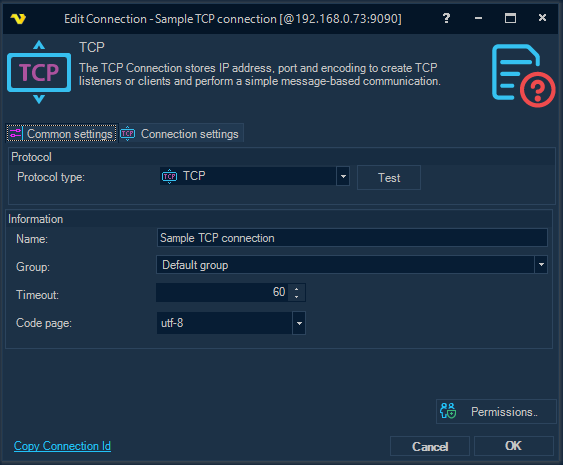 Edit Connection - Sample TCP connection [@192.168.0.73:9090]
?
TCP
TCP
The TCP Connection stores IP address, port and encoding to create TCP
listeners or clients and perform a simple message-based communication.
?
Common settings
TCP Connection settings
Protocol
Protocol type: TCP TCP Test
Information
Name: Sample TCP connection
Group: Default group
Timeout: 60
Code page: utf-8
Permissions..
Copy Connection Id Cancel OK